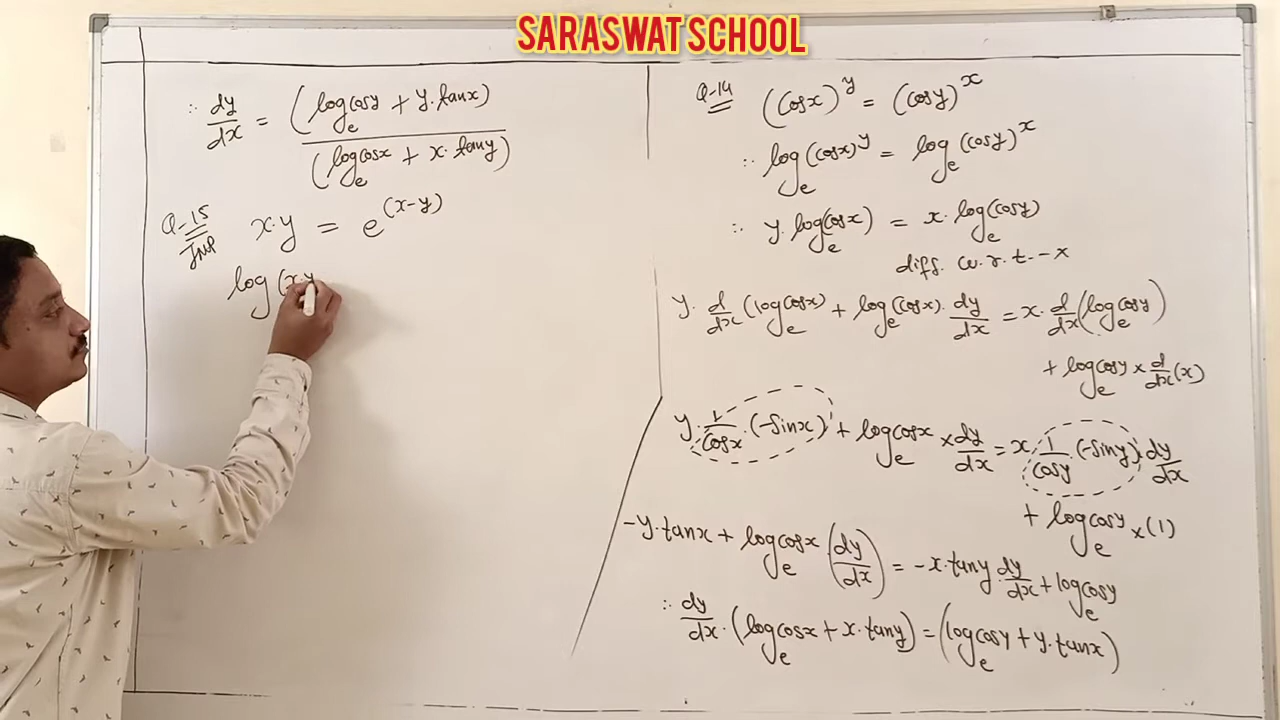 SARASWAT SCHOOL
∴ dy/dx = (log_e cosy + y·tanx) / (log_e cosx + x·tany)
Q-15 Imp x·y = e^(x-y)
log (x·y
Q-14 (cosx)^y = (cosy)^x
∴ log_e (cosx)^y = log_e (cosy)^x
∴ y·log_e(cosx) = x·log_e(cosy)
diff. w.r.t.--x
y· d/dx (log_e cosx) + log_e(cosx)· dy/dx = x· d/dx (log_e cosy)
+ log_e cosy × d/dx (x)
y· 1/cosx ·(-sinx) + log_e cosx × dy/dx = x· 1/cosy ·(-siny)· dy/dx
+ log_e cosy × (1)
-y·tanx + log_e cosx (dy/dx) = -x·tany dy/dx + log_e cosy
∴ dy/dx · (log_e cosx + x·tany) = (log_e cosy + y·tanx)